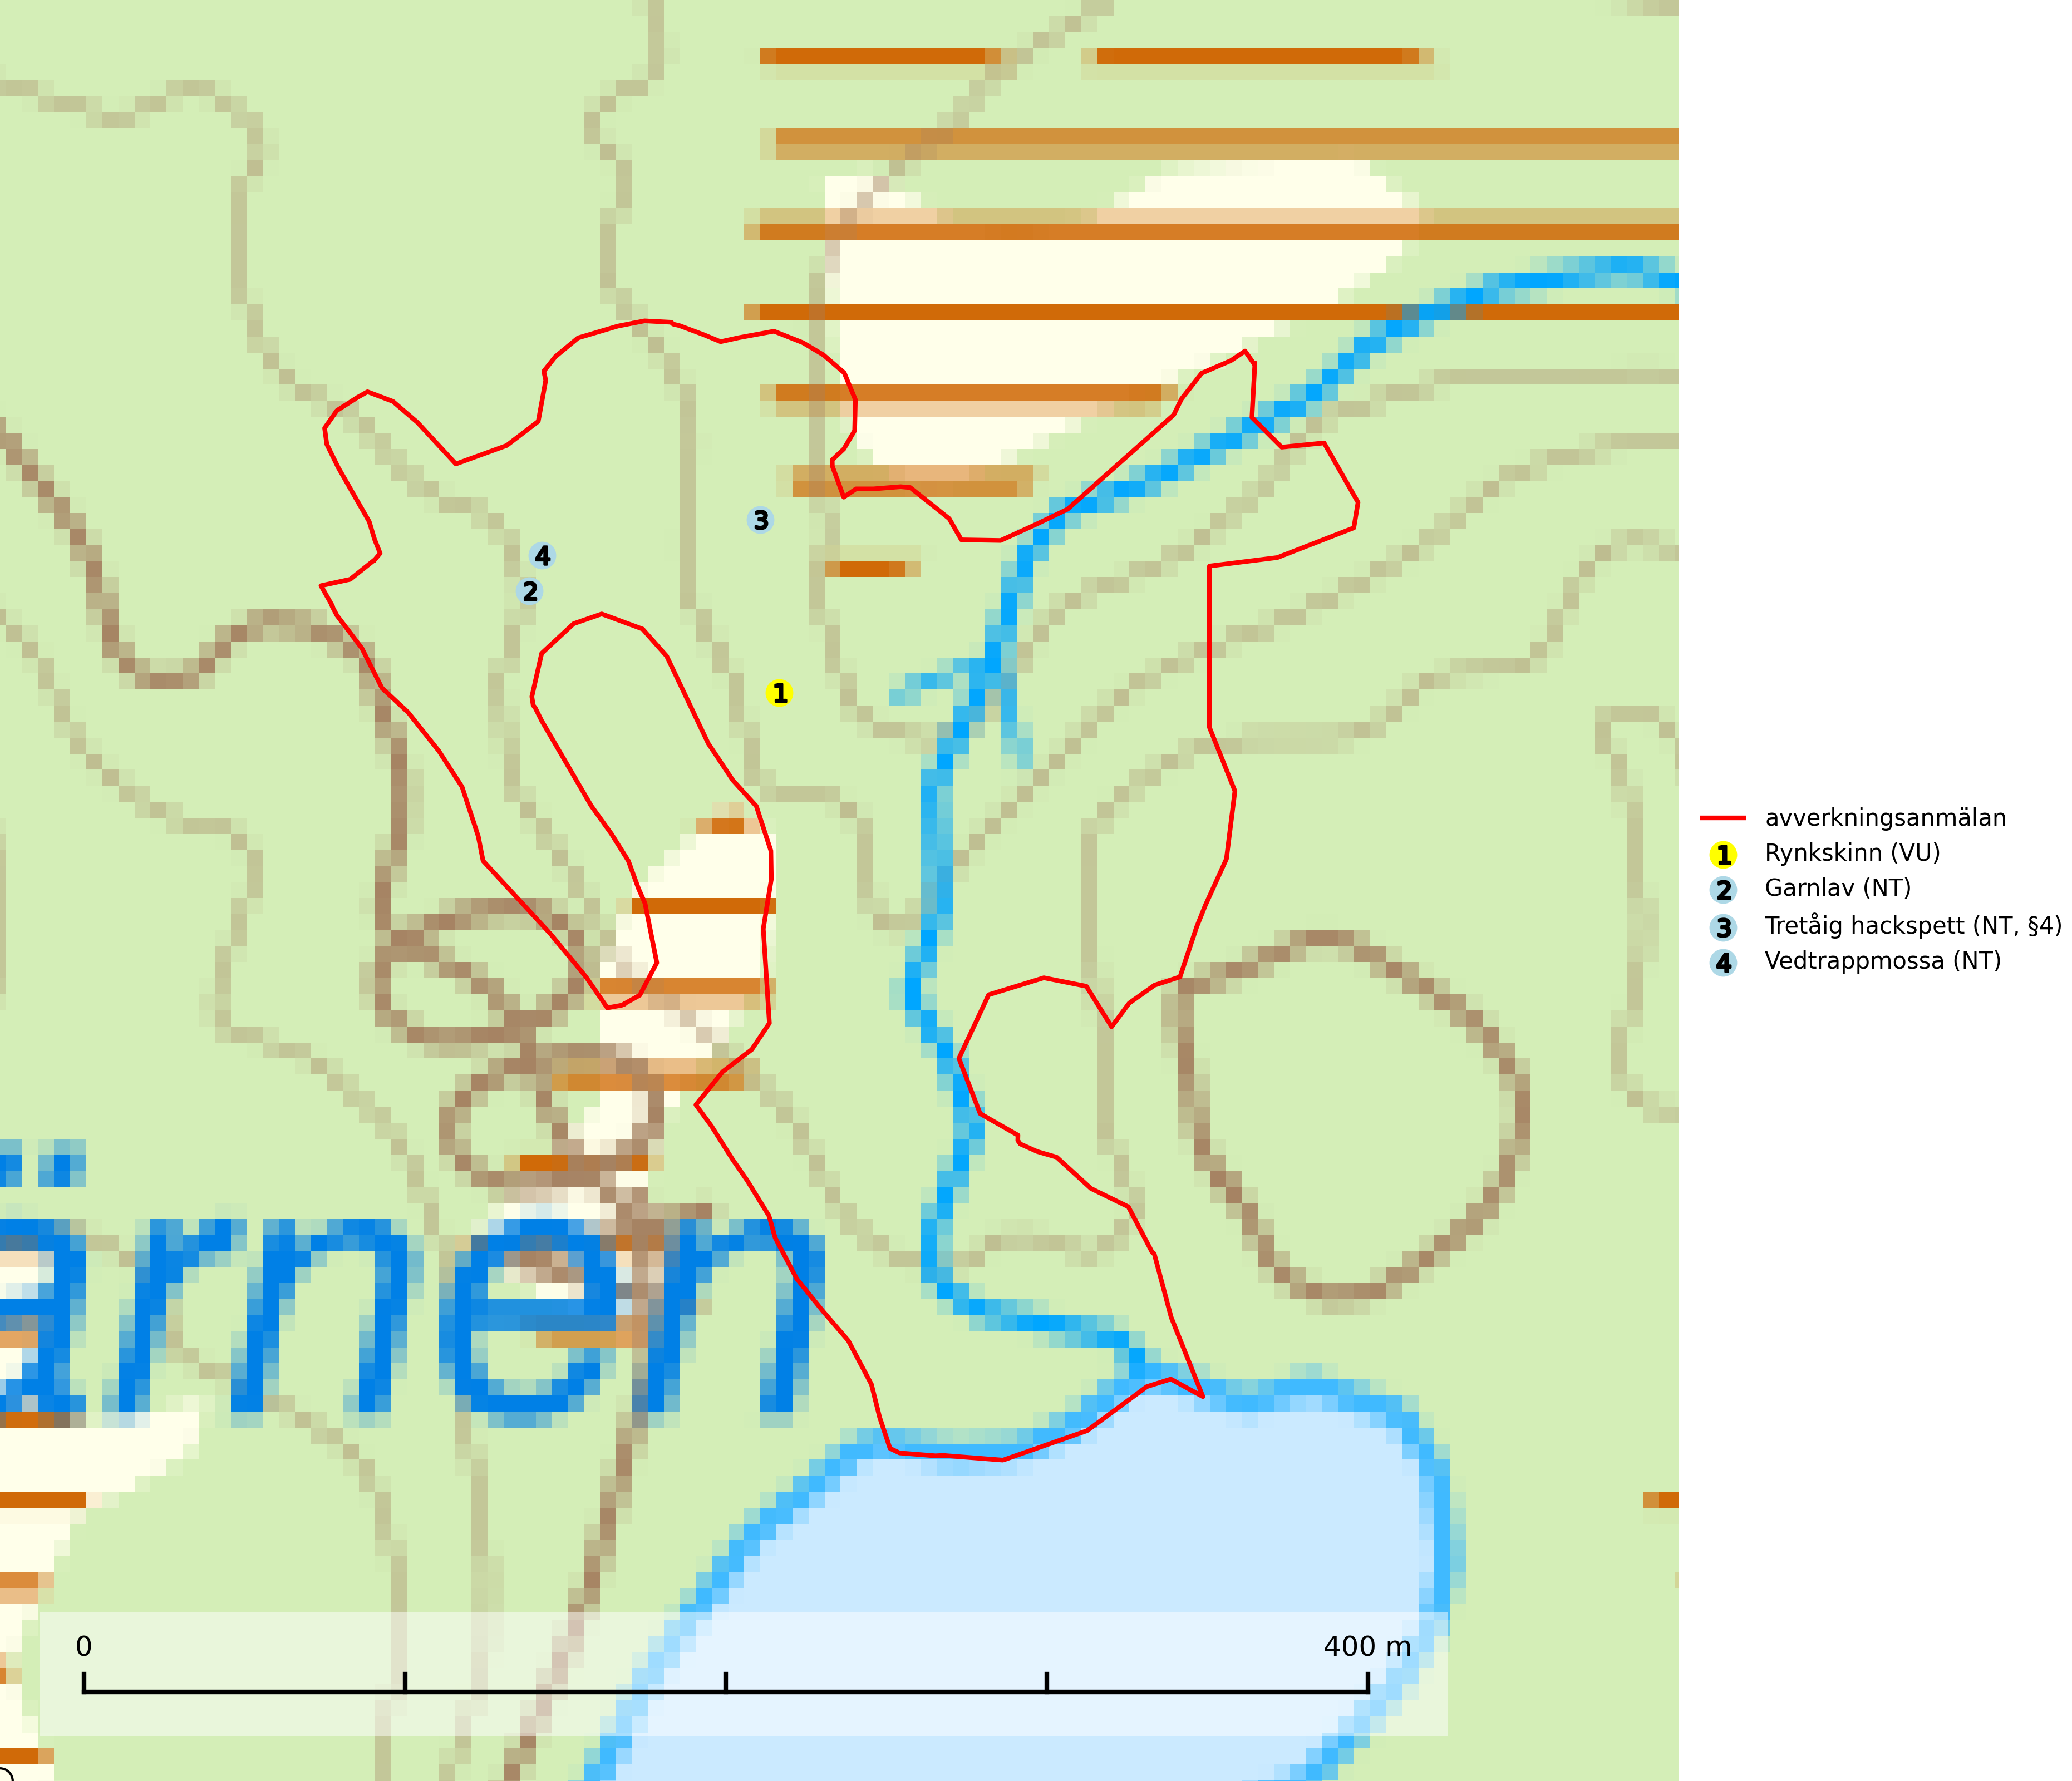 3
4
2
1
ärnen
0
400 m
avverkningsanmälan
1 Rynkskinn (VU)
2 Garnlav (NT)
3 Tretåig hackspett (NT, §4)
4 Vedtrappmossa (NT)